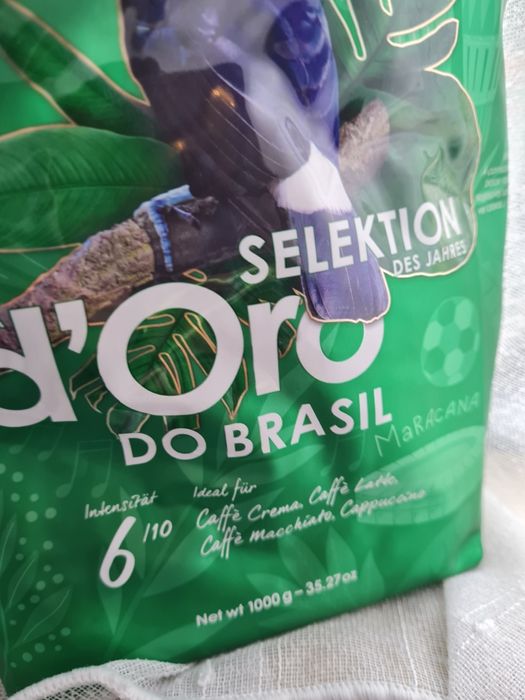 SELEKTION
DES JAHRES
d'Oro
DO BRASIL
MaRACANA
Intensität
6/10
Ideal für
Caffè Crema, Caffè Latte,
Caffè Macchiato, Cappuccino
Net wt 1000 g – 35.27 oz